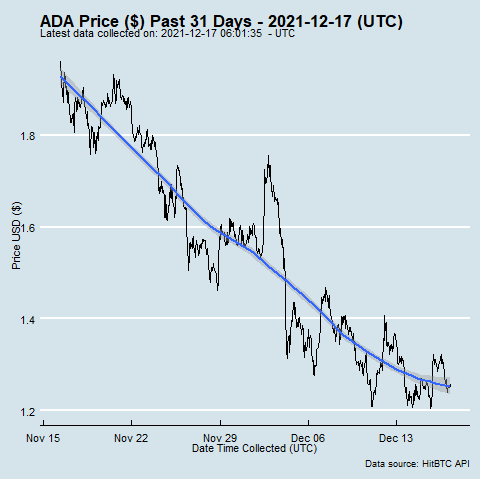 ADA Price ($) Past 31 Days - 2021-12-17 (UTC)
Latest data collected on: 2021-12-17 06:01:35 - UTC
Price USD ($)
1.8
1.6
1.4
1.2
Nov 15 Nov 22 Nov 29 Dec 06 Dec 13
Date Time Collected (UTC)
Data source: HitBTC API